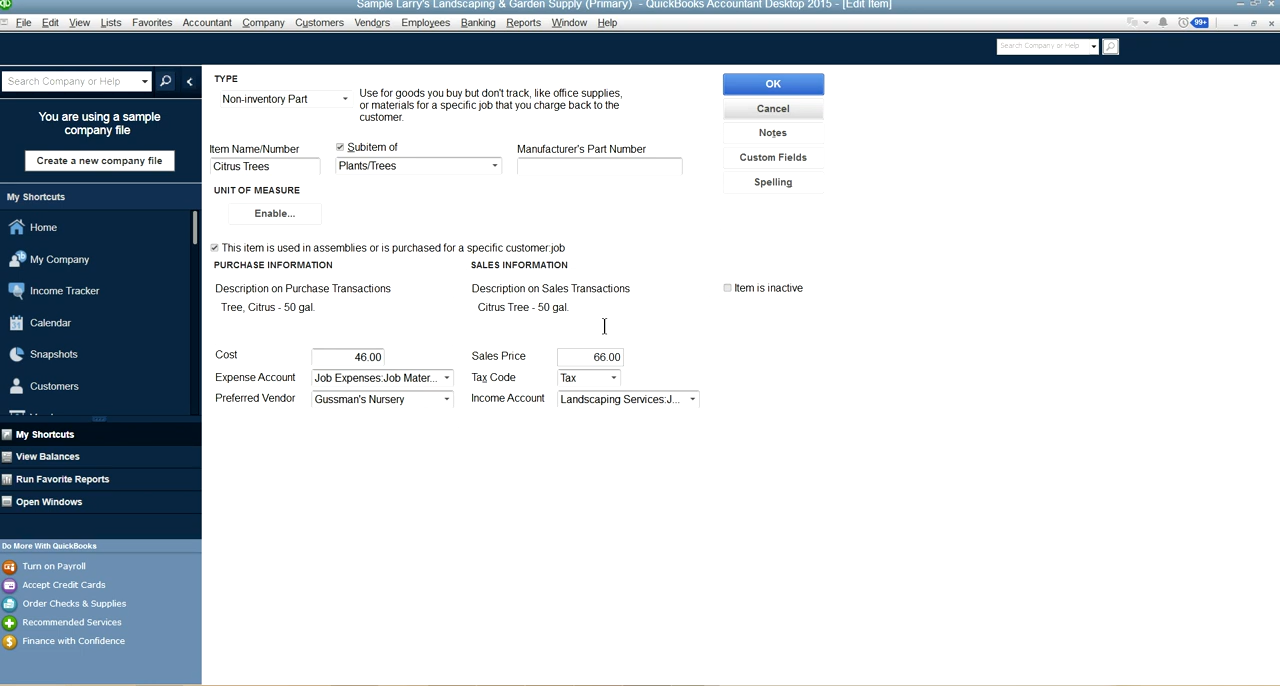 Sample Larry's Landscaping & Garden Supply (Primary) - QuickBooks Accountant Desktop 2015 - [Edit Item]
File Edit View Lists Favorites Accountant Company Customers Vendors Employees Banking Reports Window Help
99+
Search Company or Help
Search Company or Help
You are using a sample
company file
Create a new company file
My Shortcuts
Home
My Company
Income Tracker
Calendar
Snapshots
Customers
My Shortcuts
View Balances
Run Favorite Reports
Open Windows
Do More With QuickBooks
Turn on Payroll
Accept Credit Cards
Order Checks & Supplies
Recommended Services
Finance with Confidence
TYPE
Non-inventory Part
Use for goods you buy but don't track, like office supplies,
or materials for a specific job that you charge back to the
customer.
Item Name/Number
Citrus Trees
Subitem of
Plants/Trees
Manufacturer's Part Number
UNIT OF MEASURE
Enable...
This item is used in assemblies or is purchased for a specific customer:job
PURCHASE INFORMATION
Description on Purchase Transactions
Tree, Citrus - 50 gal.
Cost 46.00
Expense Account Job Expenses:Job Mater...
Preferred Vendor Gussman's Nursery
SALES INFORMATION
Description on Sales Transactions
Citrus Tree - 50 gal.
Sales Price 66.00
Tax Code Tax
Income Account Landscaping Services:J...
OK
Cancel
Notes
Custom Fields
Spelling
Item is inactive